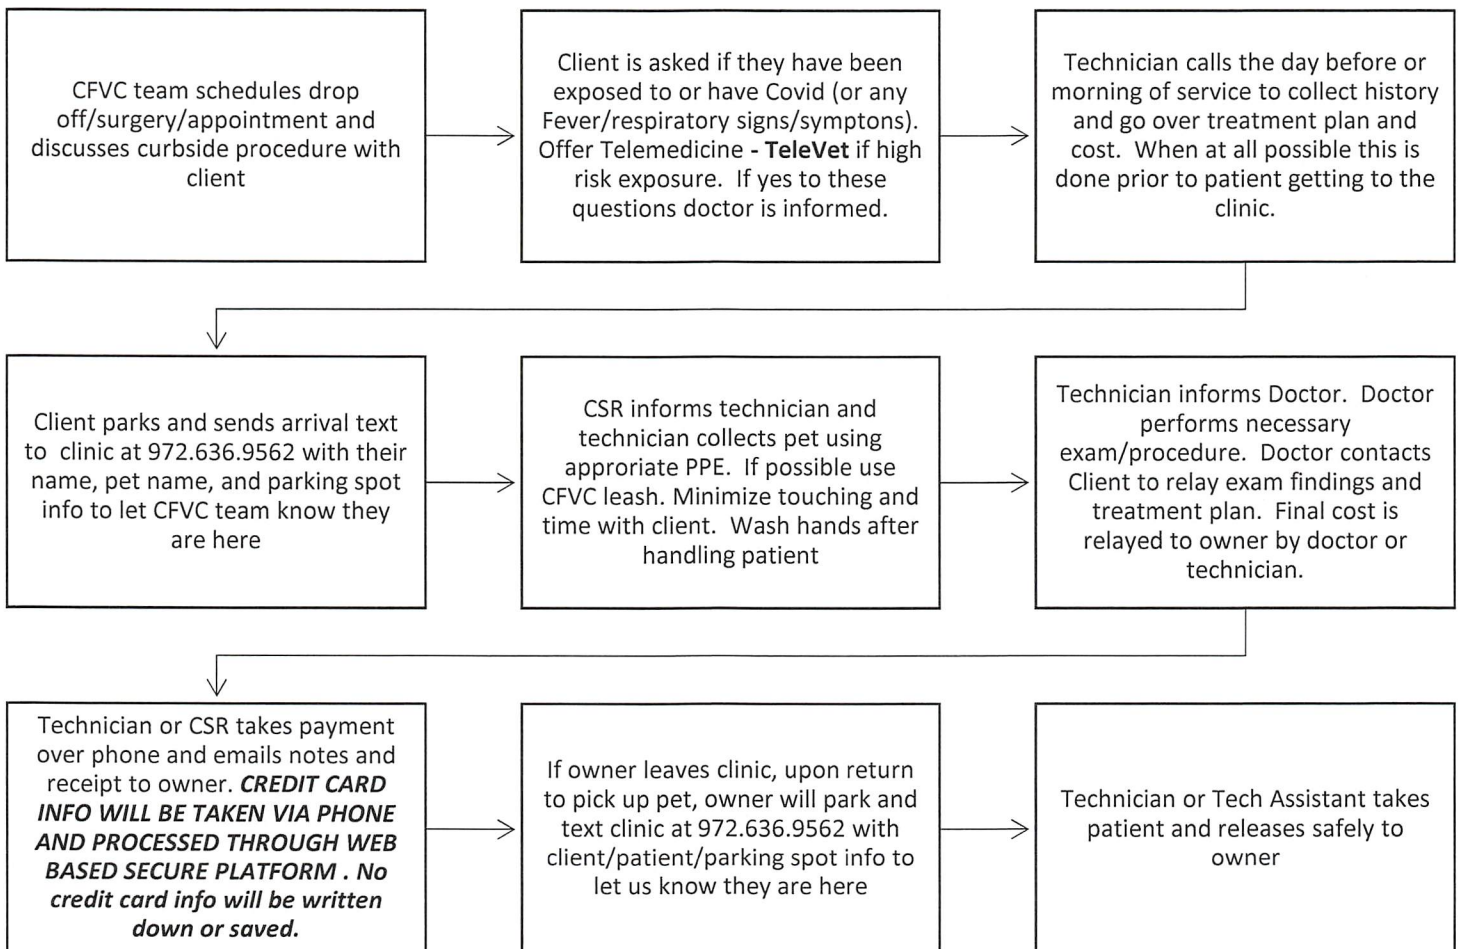 CFVC team schedules drop
off/surgery/appointment and
discusses curbside procedure with
client
Client is asked if they have been
exposed to or have Covid (or any
Fever/respiratory signs/symptons).
Offer Telemedicine - TeleVet if high
risk exposure. If yes to these
questions doctor is informed.
Technician calls the day before or
morning of service to collect history
and go over treatment plan and
cost. When at all possible this is
done prior to patient getting to the
clinic.
Client parks and sends arrival text
to clinic at 972.636.9562 with their
name, pet name, and parking spot
info to let CFVC team know they
are here
CSR informs technician and
technician collects pet using
approriate PPE. If possible use
CFVC leash. Minimize touching and
time with client. Wash hands after
handling patient
Technician informs Doctor. Doctor
performs necessary
exam/procedure. Doctor contacts
Client to relay exam findings and
treatment plan. Final cost is
relayed to owner by doctor or
technician.
Technician or CSR takes payment
over phone and emails notes and
receipt to owner. CREDIT CARD
INFO WILL BE TAKEN VIA PHONE
AND PROCESSED THROUGH WEB
BASED SECURE PLATFORM . No
credit card info will be written
down or saved.
If owner leaves clinic, upon return
to pick up pet, owner will park and
text clinic at 972.636.9562 with
client/patient/parking spot info to
let us know they are here
Technician or Tech Assistant takes
patient and releases safely to
owner